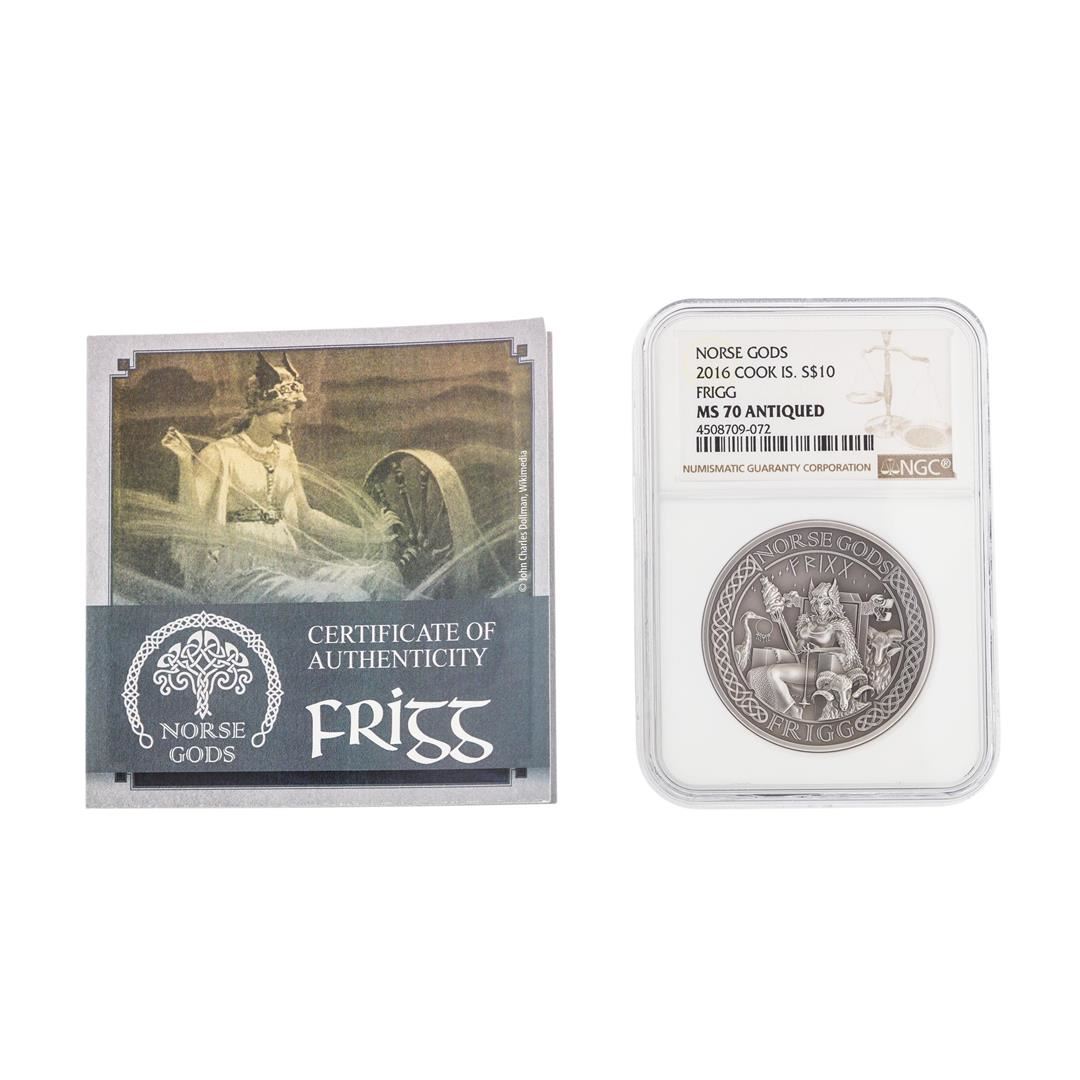 © John Charles Dollman, Wikimedia
CERTIFICATE OF
AUTHENTICITY
FRIGG
NORSE
GODS
NORSE GODS
2016 COOK IS. S$10
FRIGG
MS 70 ANTIQUED
4508709-072
NUMISMATIC GUARANTY CORPORATION NGC®
NORSE GODS
ᚠᚱᛁᚷᚷ
FRIGG